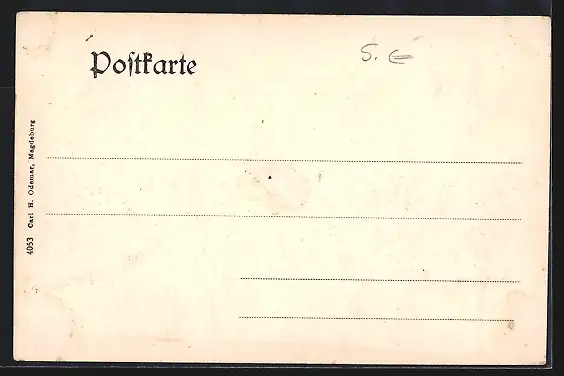 Poſtkarte
5. €
4053 Carl H. Odemar, Magdeburg